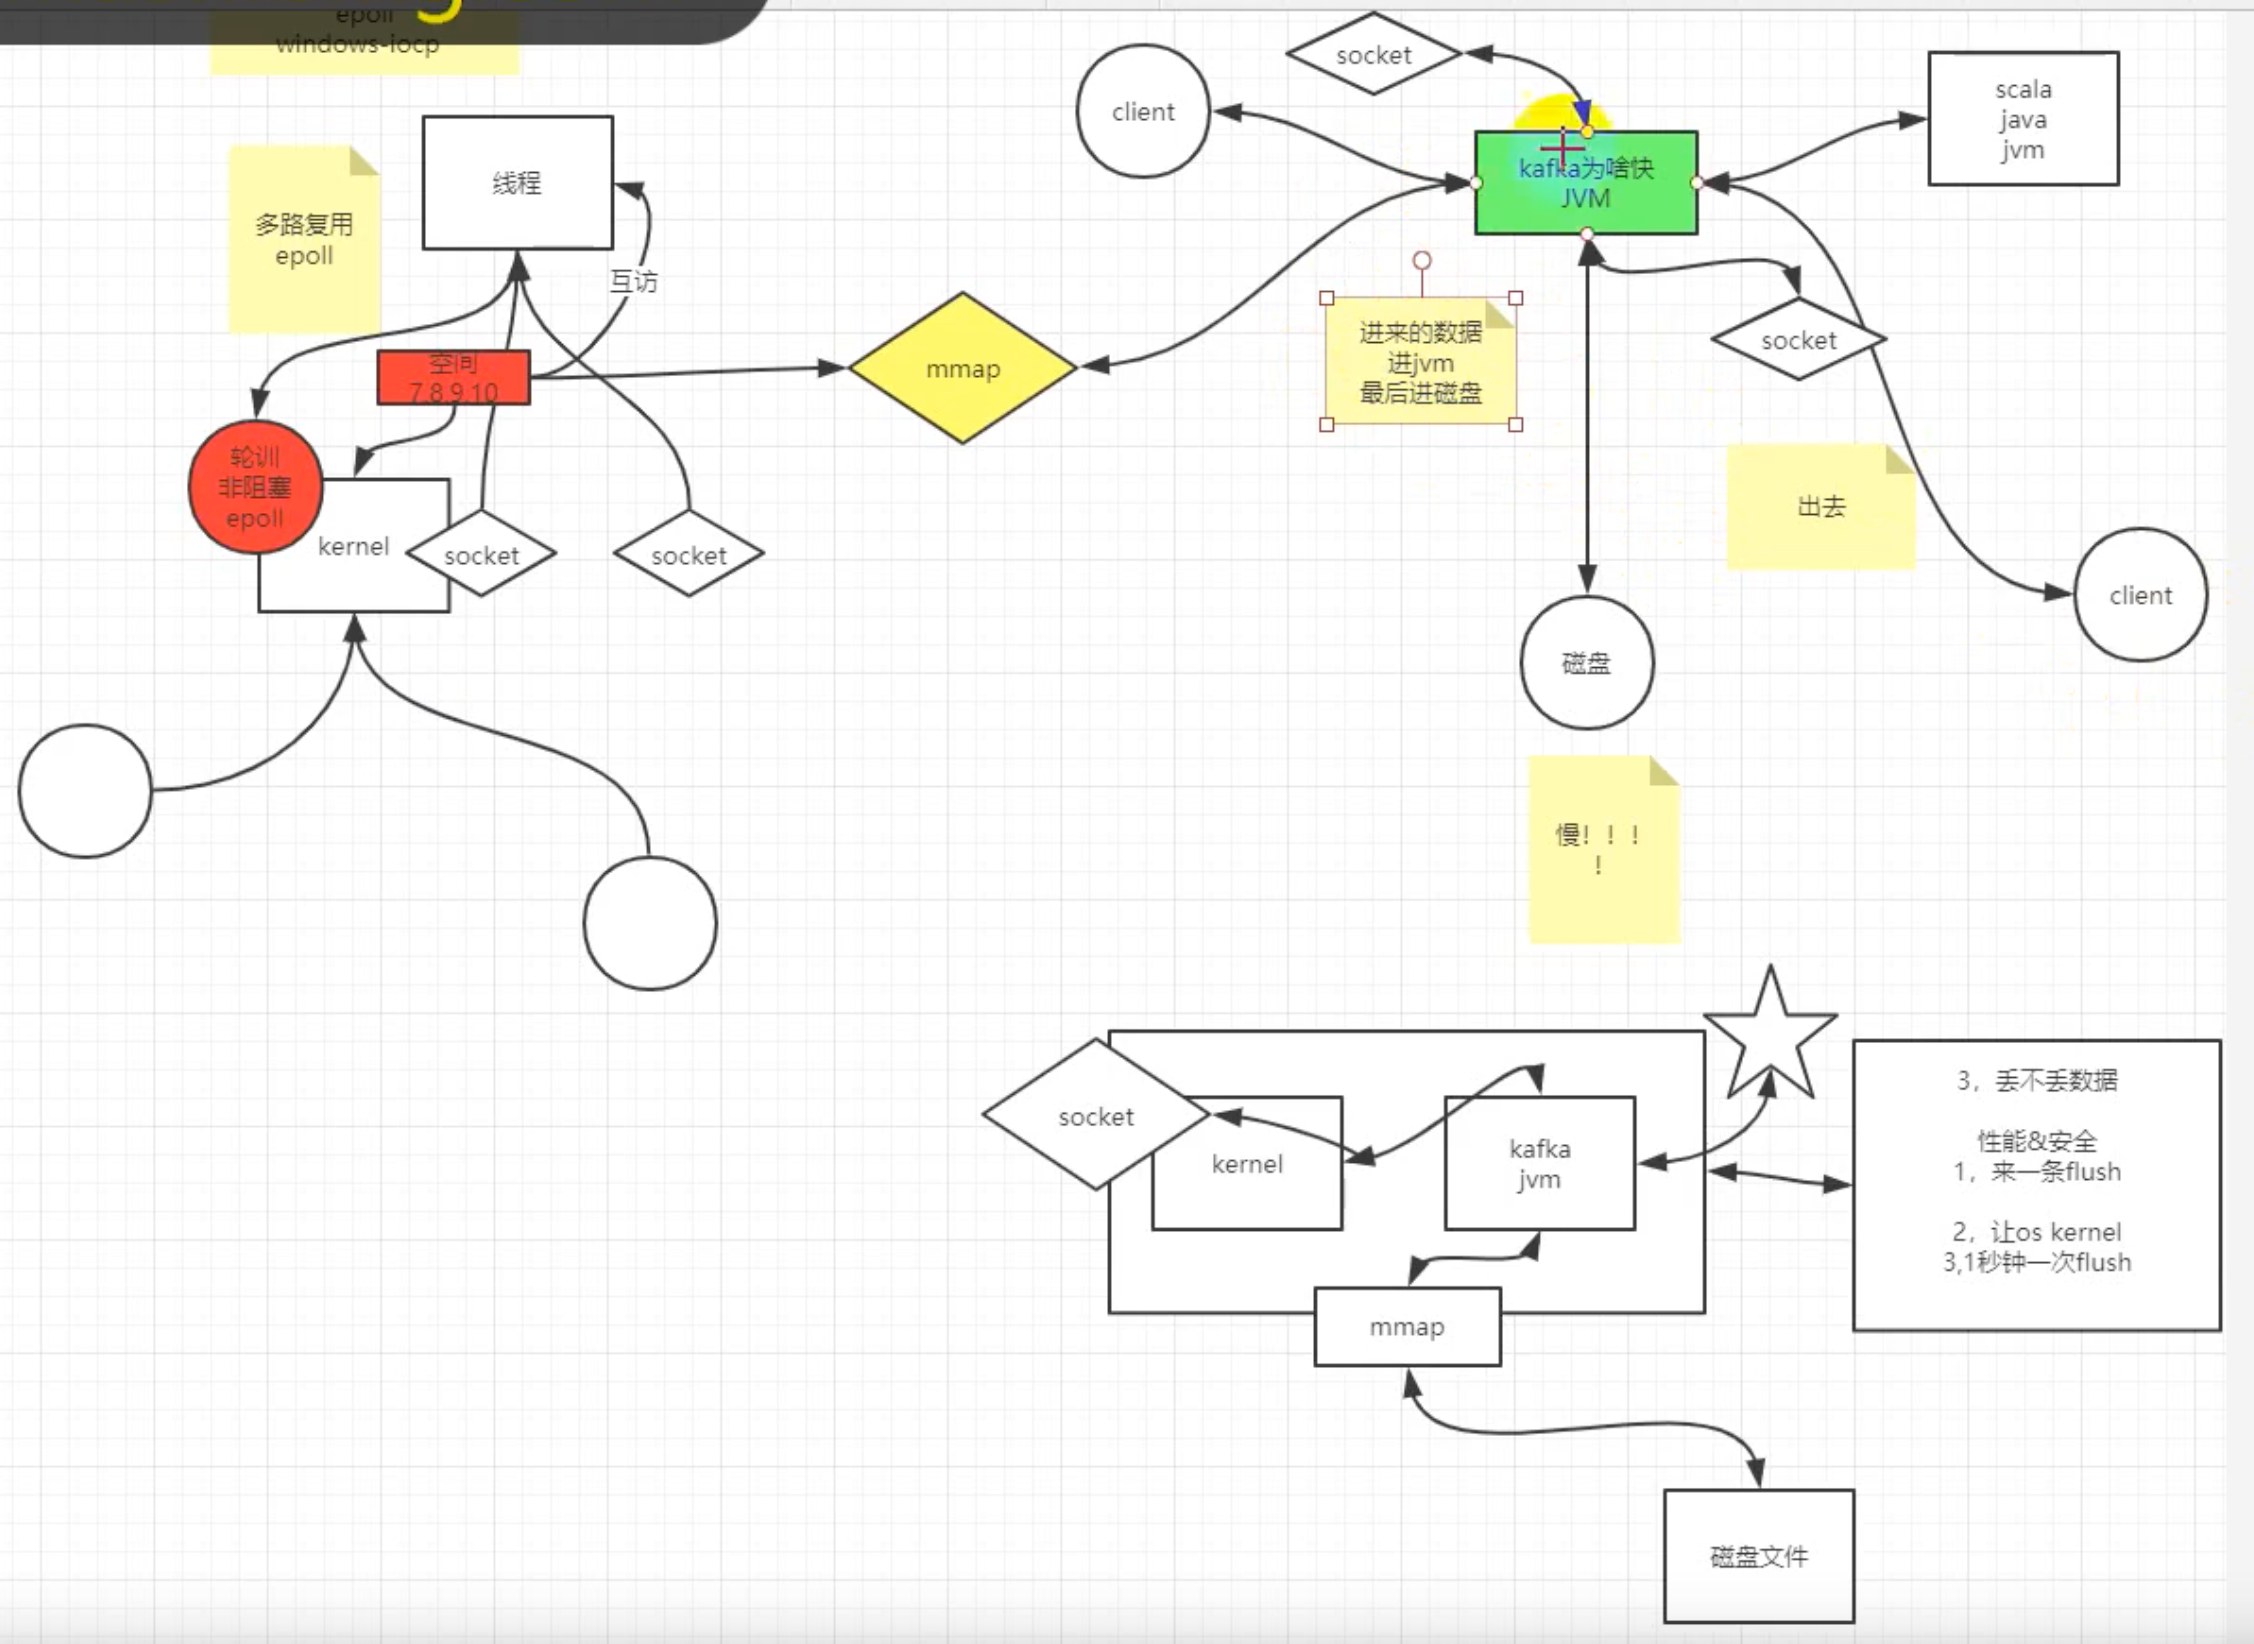 epoll
windows-iocp
线程
多路复用
epoll
互访
空间
7.8.9.10
轮训
非阻塞
epoll
kernel
socket
socket
mmap
client
socket
kafka为啥快
JVM
scala
java
jvm
进来的数据
进jvm
最后进磁盘
socket
出去
client
磁盘
慢！！！
！
socket
kernel
kafka
jvm
mmap
磁盘文件
3，丢不丢数据
性能&安全
1，来一条flush
2，让os kernel
3,1秒钟一次flush